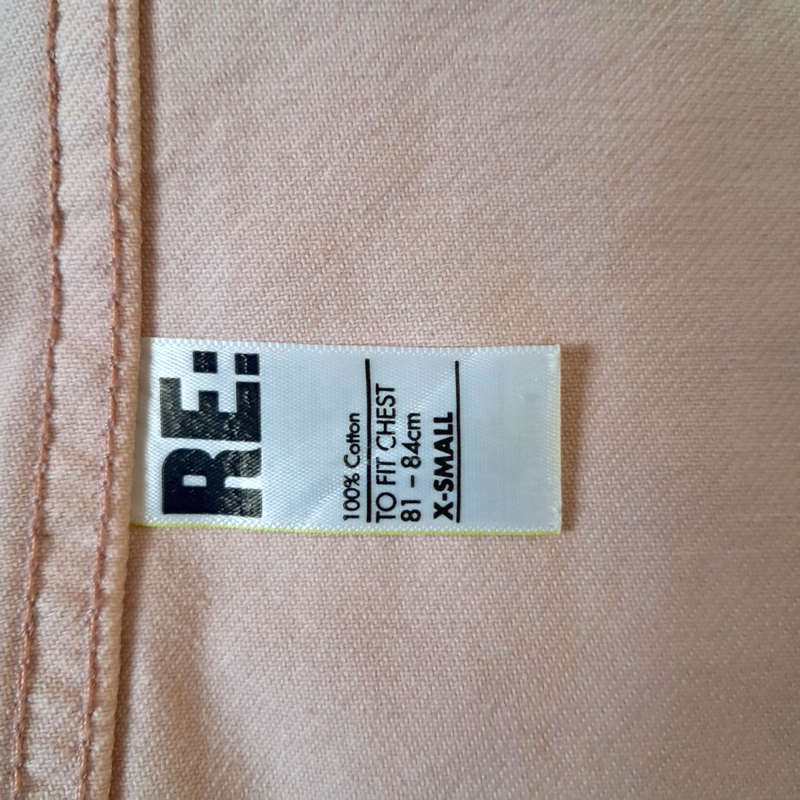 RE:
100% Cotton
TO FIT CHEST
81 – 84cm
X-SMALL